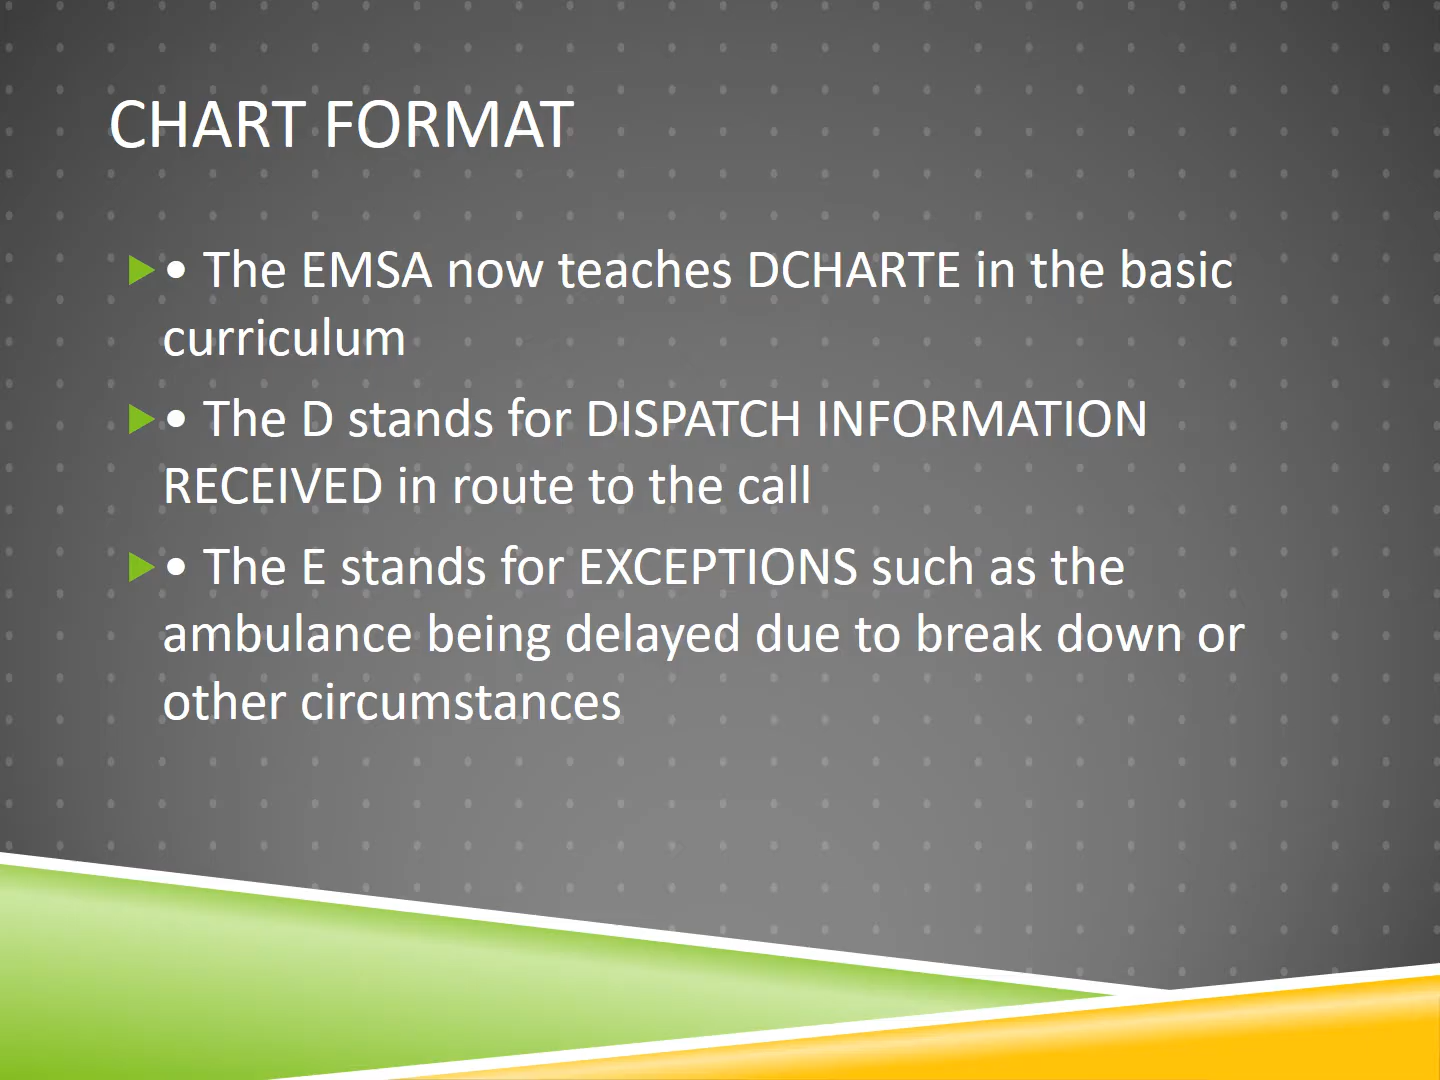 CHART FORMAT
• The EMSA now teaches DCHARTE in the basic
curriculum
• The D stands for DISPATCH INFORMATION
RECEIVED in route to the call
• The E stands for EXCEPTIONS such as the
ambulance being delayed due to break down or
other circumstances